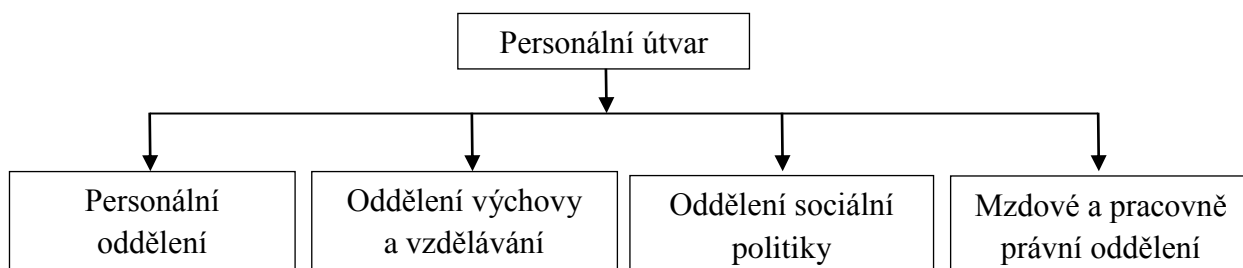 Personální útvar
Personální
oddělení
Oddělení výchovy
a vzdělávání
Oddělení sociální
politiky
Mzdové a pracovně
právní oddělení